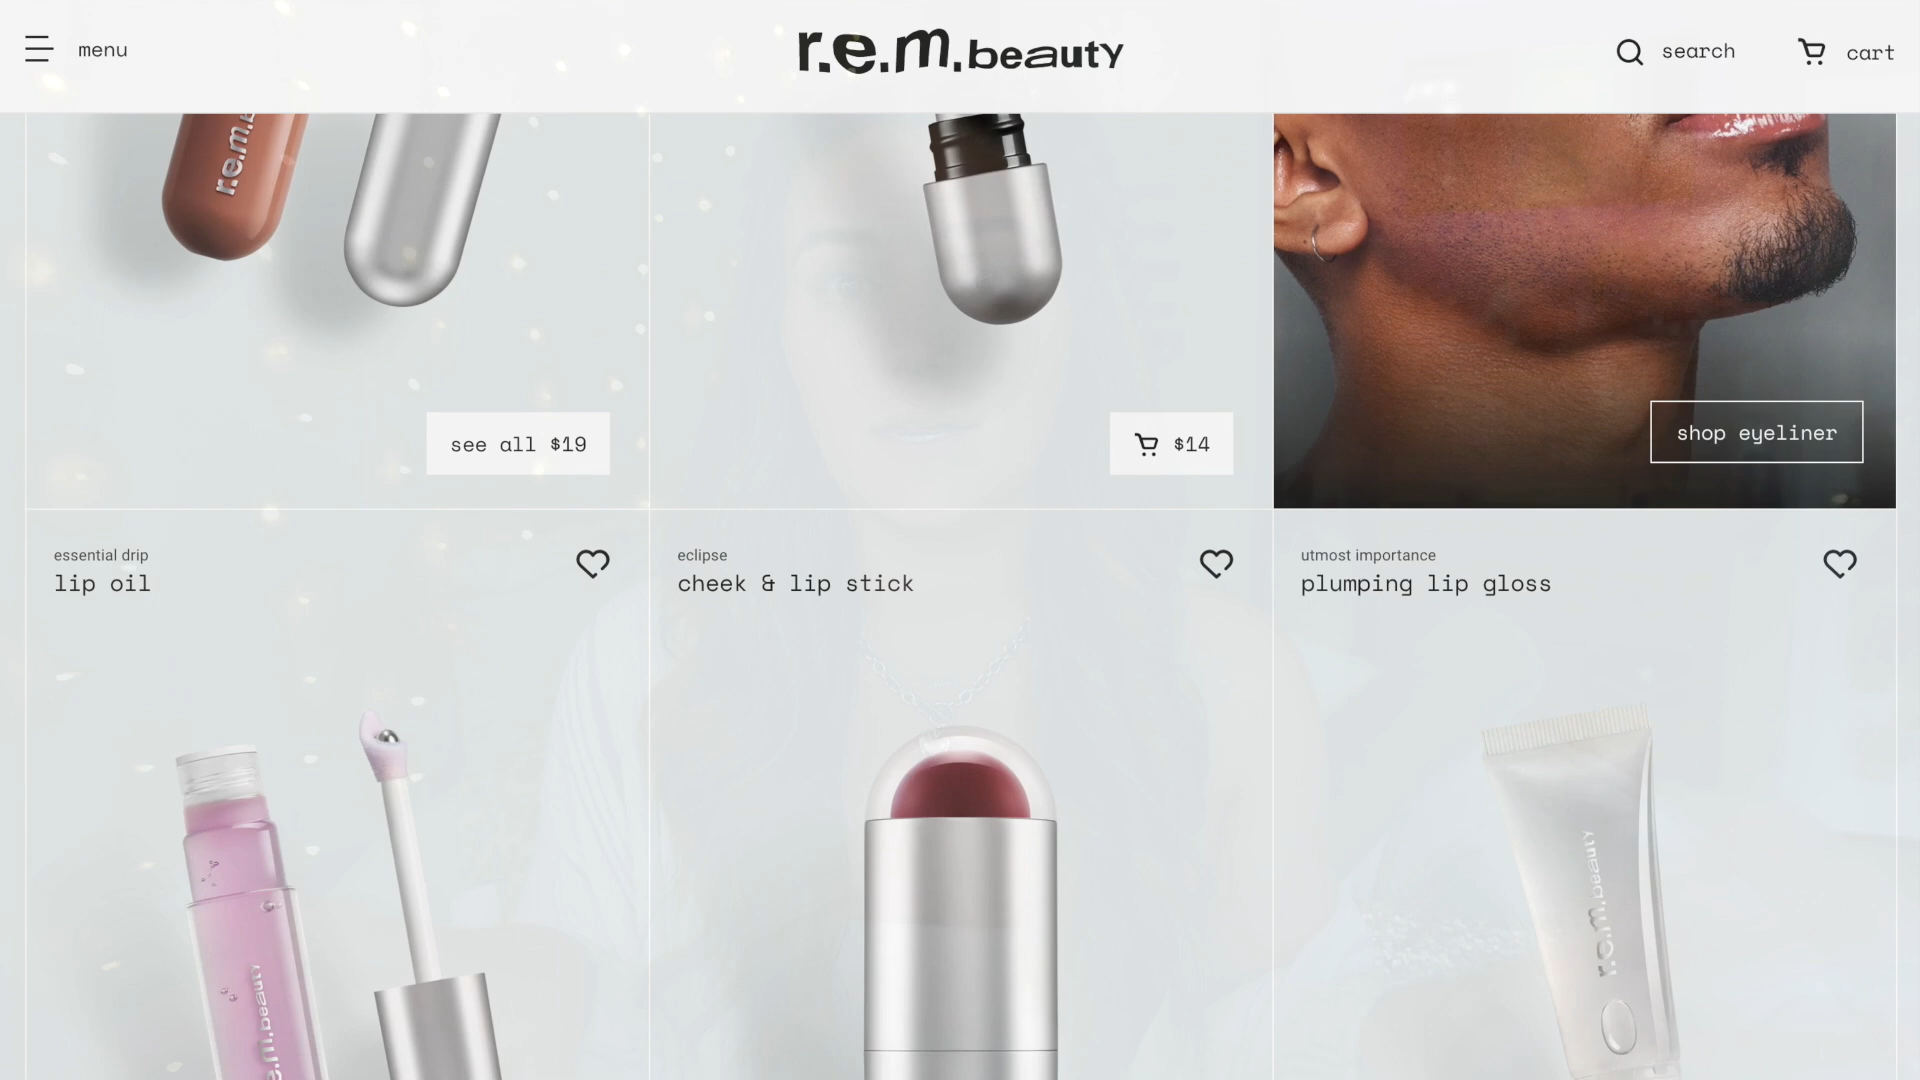 menu
r.e.m.beauty
search
cart
r.e.m.
see all $19
$14
shop eyeliner
essential drip
lip oil
eclipse
cheek & lip stick
utmost importance
plumping lip gloss
e.m.beauty
r.e.m.beauty